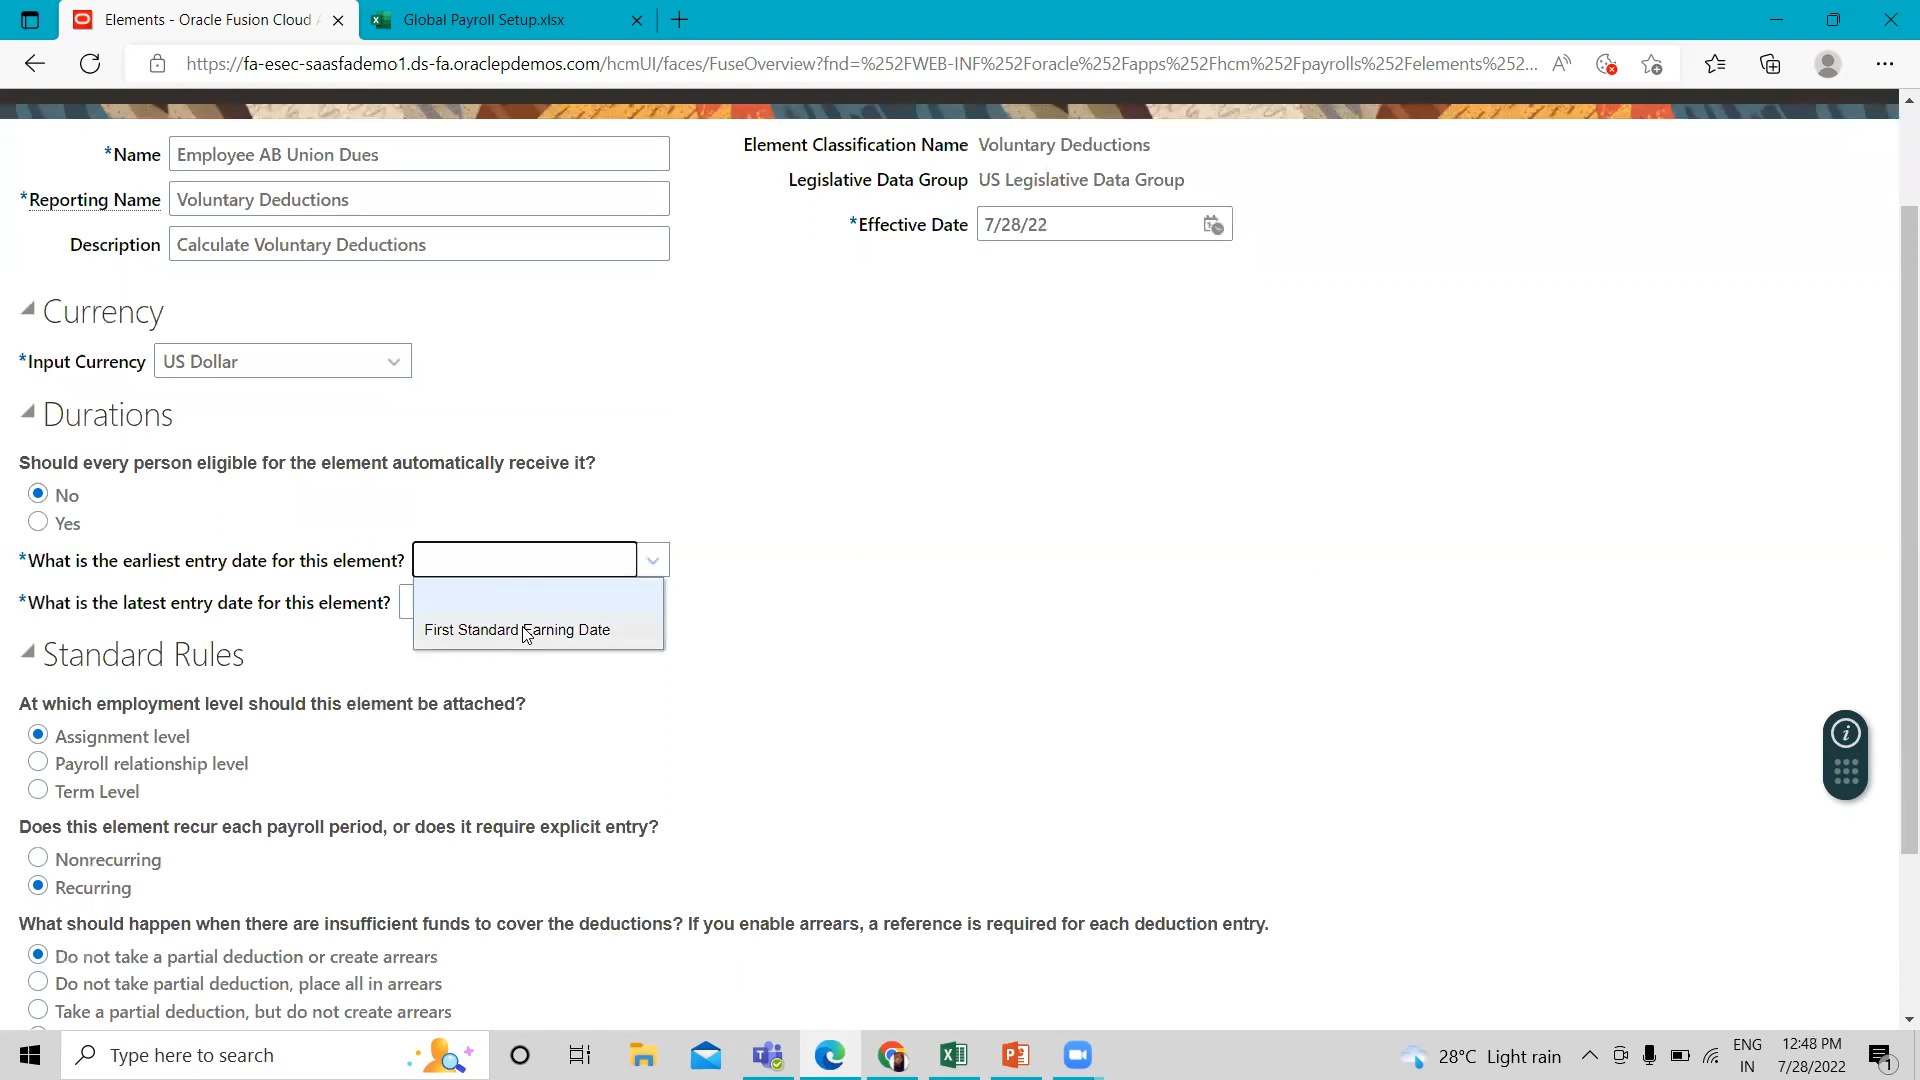 Elements - Oracle Fusion Cloud
Global Payroll Setup.xlsx
https://fa-esec-saasfademo1.ds-fa.oraclepdemos.com/hcmUI/faces/FuseOverview?fnd=%252FWEB-INF%252Foracle%252Fapps%252Fhcm%252Fpayrolls%252Felements%252...
*Name Employee AB Union Dues
*Reporting Name Voluntary Deductions
Description Calculate Voluntary Deductions
Element Classification Name Voluntary Deductions
Legislative Data Group US Legislative Data Group
*Effective Date 7/28/22
Currency
*Input Currency US Dollar
Durations
Should every person eligible for the element automatically receive it?
No
Yes
*What is the earliest entry date for this element?
*What is the latest entry date for this element?
First Standard Earning Date
Standard Rules
At which employment level should this element be attached?
Assignment level
Payroll relationship level
Term Level
Does this element recur each payroll period, or does it require explicit entry?
Nonrecurring
Recurring
What should happen when there are insufficient funds to cover the deductions? If you enable arrears, a reference is required for each deduction entry.
Do not take a partial deduction or create arrears
Do not take partial deduction, place all in arrears
Take a partial deduction, but do not create arrears
Type here to search
28°C Light rain
ENG
IN
12:48 PM
7/28/2022
1